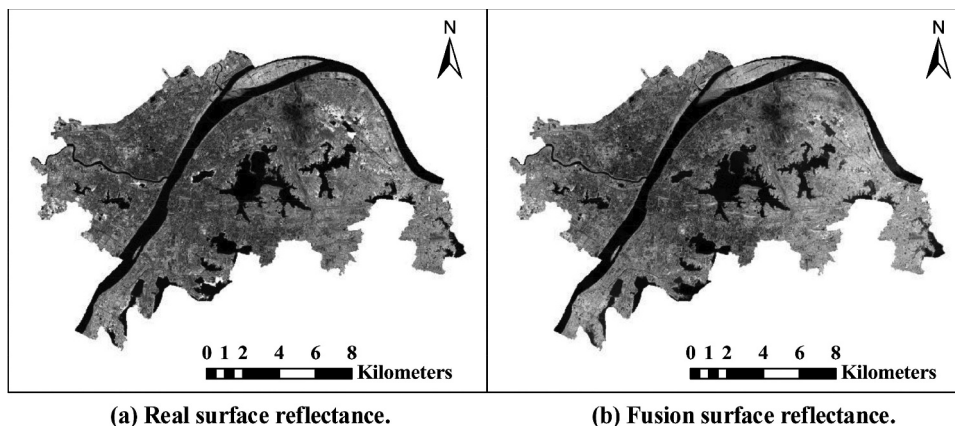 N
N
0 1 2 4 6 8
Kilometers
0 1 2 4 6 8
Kilometers
(a) Real surface reflectance.
(b) Fusion surface reflectance.